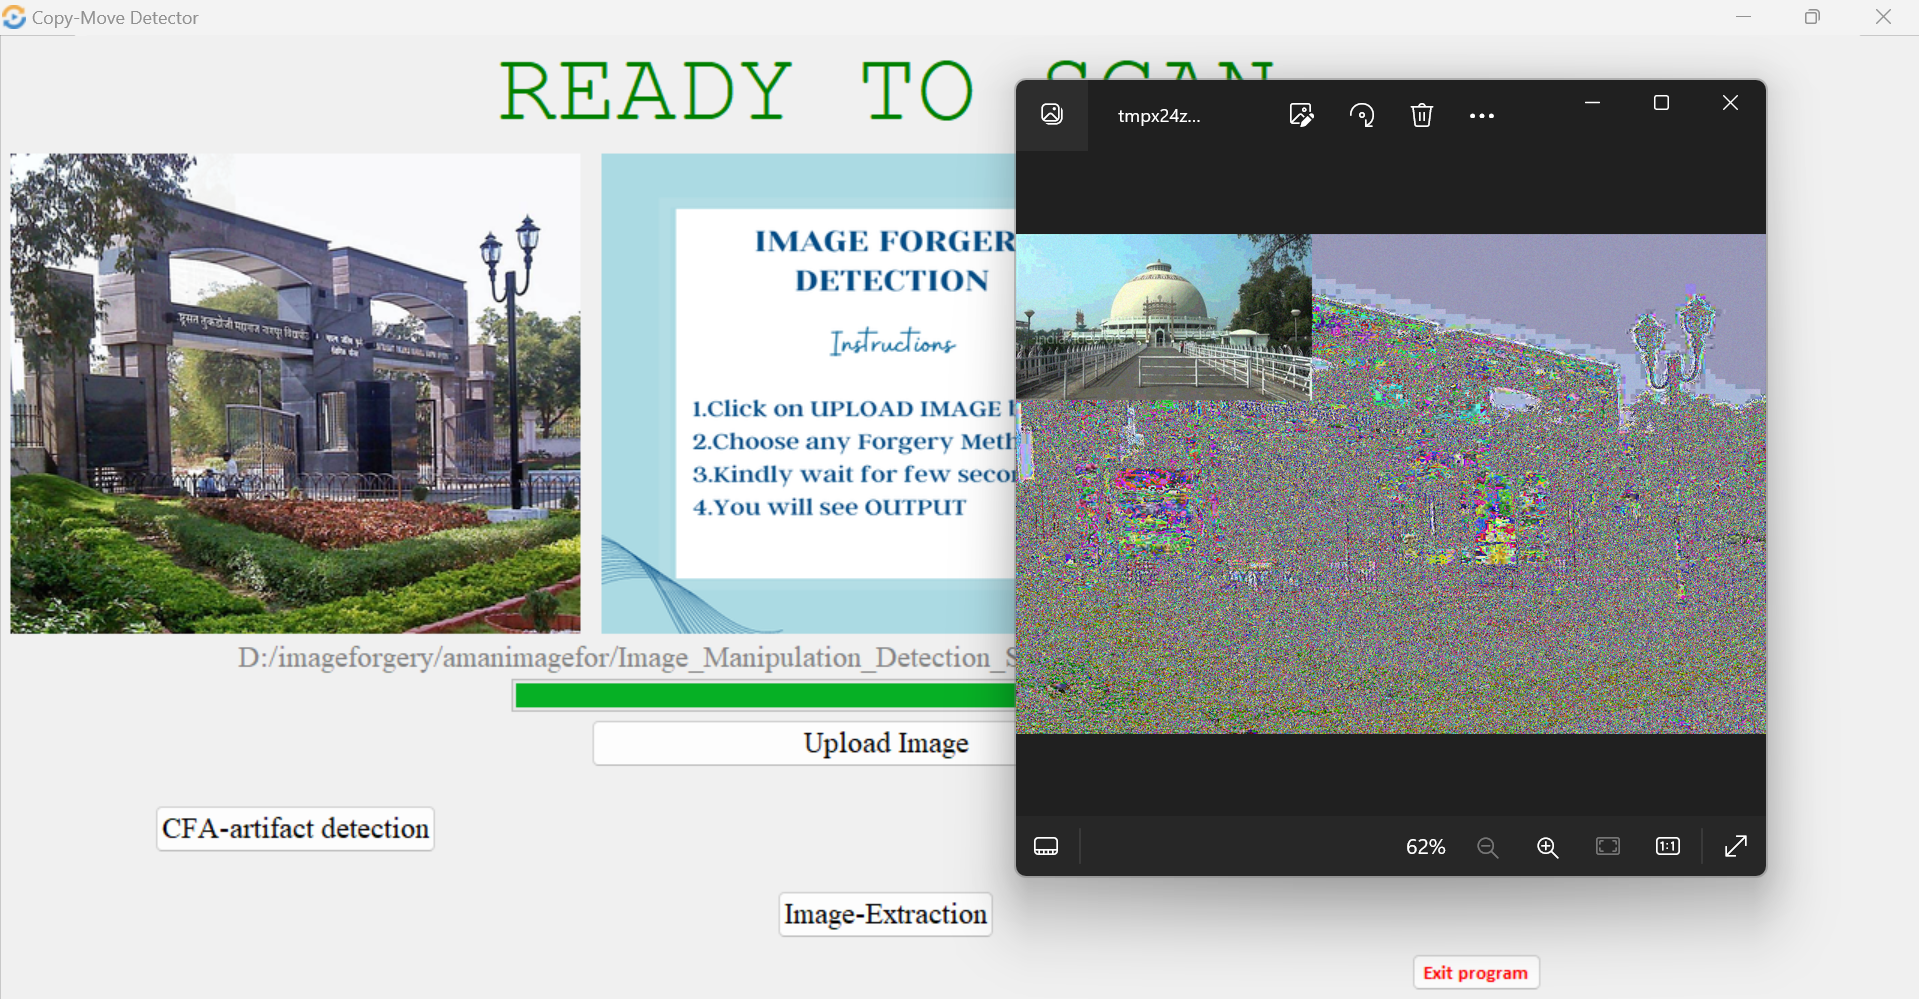 Copy-Move Detector
READY TO SCAN
tmpx24z...
IMAGE FORGER
DETECTION
Instructions
1.Click on UPLOAD IMAGE
2.Choose any Forgery Meth
3.Kindly wait for few secon
4.You will see OUTPUT
D:/imageforgery/amanimagefor/Image_Manipulation_Detection_S
Upload Image
CFA-artifact detection
62%
1:1
Image-Extraction
Exit program